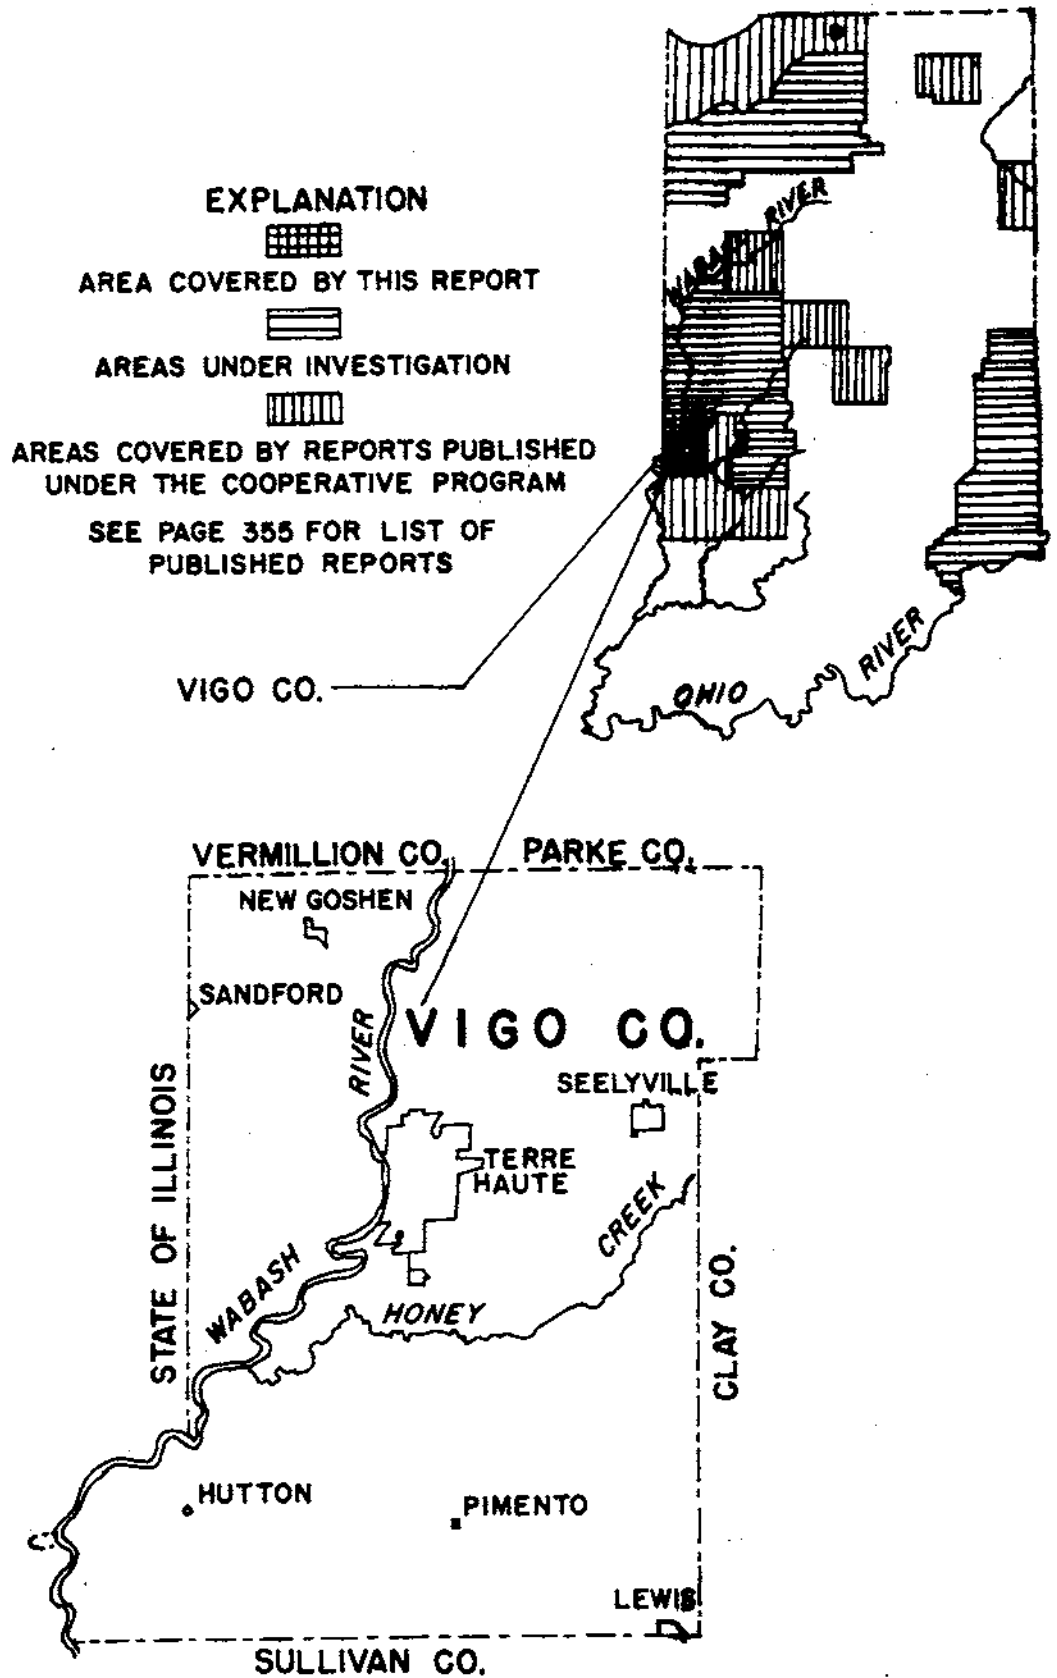 EXPLANATION
AREA COVERED BY THIS REPORT
AREAS UNDER INVESTIGATION
AREAS COVERED BY REPORTS PUBLISHED
UNDER THE COOPERATIVE PROGRAM
SEE PAGE 355 FOR LIST OF
PUBLISHED REPORTS
WABASH RIVER
VIGO CO.
OHIO RIVER
VERMILLION CO.
PARKE CO.
NEW GOSHEN
SANDFORD
VIGO CO.
RIVER
SEELYVILLE
STATE OF ILLINOIS
TERRE
HAUTE
CREEK
WABASH
HONEY
CLAY CO.
HUTTON
PIMENTO
LEWIS
SULLIVAN CO.